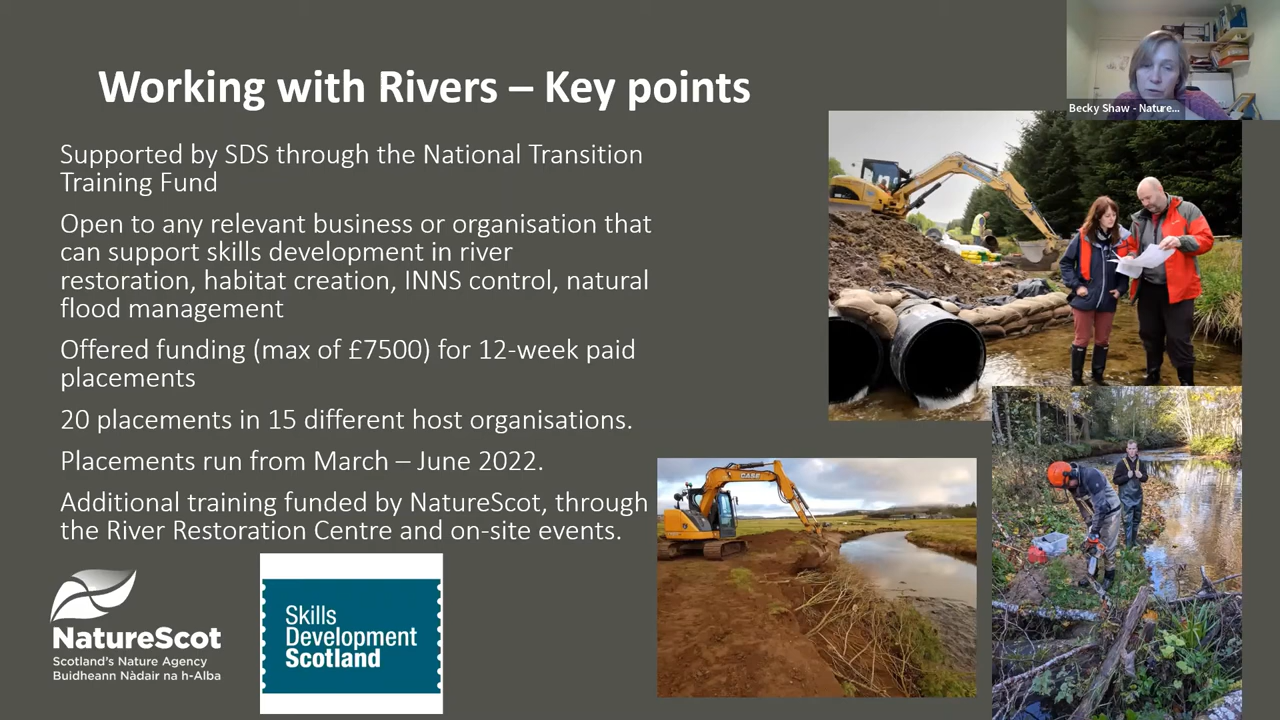 Working with Rivers – Key points
Becky Shaw - Nature...
Supported by SDS through the National Transition
Training Fund
Open to any relevant business or organisation that
can support skills development in river
restoration, habitat creation, INNS control, natural
flood management
Offered funding (max of £7500) for 12-week paid
placements
20 placements in 15 different host organisations.
Placements run from March – June 2022.
Additional training funded by NatureScot, through
the River Restoration Centre and on-site events.
CASE
NatureScot
Scotland's Nature Agency
Buidheann Nàdair na h-Alba
Skills
Development
Scotland